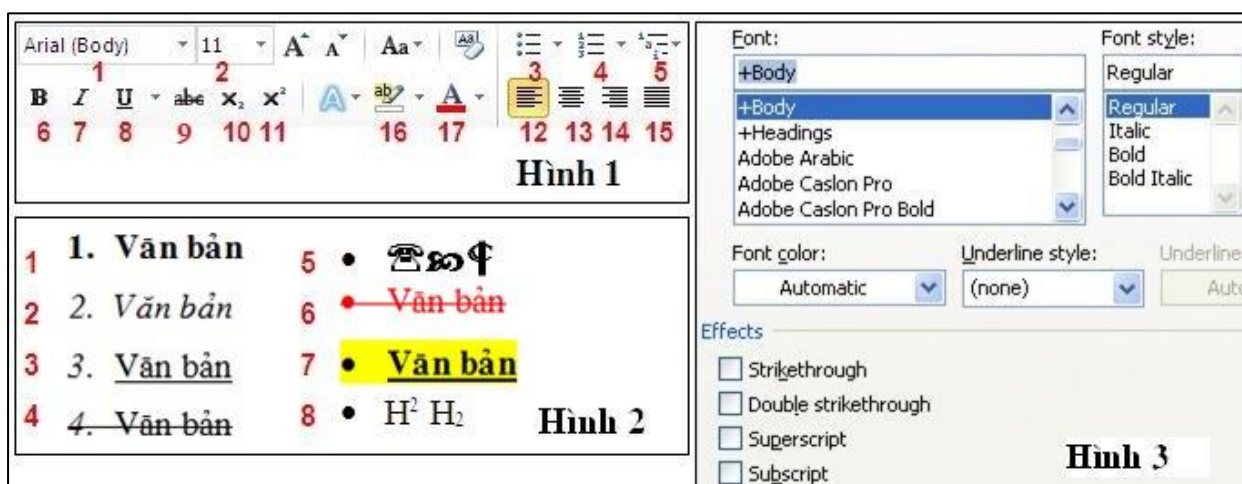 Arial (Body) 11 A A Aa
1 2 3 4 5
B I U abc X₂ X² A ab A
6 7 8 9 10 11 16 17 12 13 14 15
Hình 1
1 1. Văn bản
2 2. Văn bản
3 3. Văn bản
4 4. Văn bản
5 •
6 • Văn bản
7 • Văn bản
8 • H² H₂
Hình 2
Font: Font style:
+Body Regular
+Body Regular
+Headings Italic
Adobe Arabic Bold
Adobe Caslon Pro Bold Italic
Adobe Caslon Pro Bold
Font color: Underline style: Underline
Automatic (none) Auto
Effects
Strikethrough
Double strikethrough
Superscript
Subscript
Hình 3